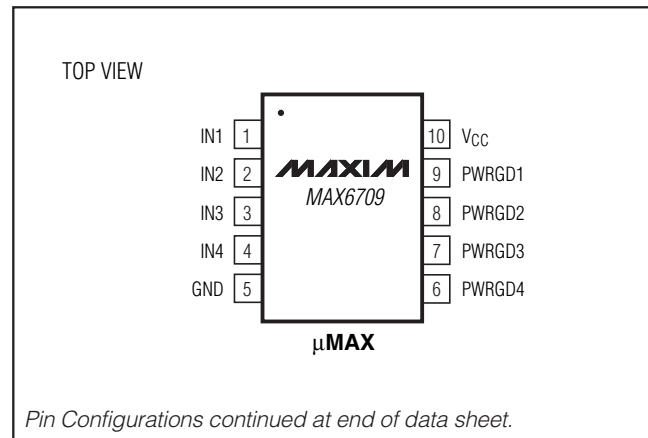 TOP VIEW
IN1 1 10 VCC
IN2 2 MAXIM 9 PWRGD1
MAX6709
IN3 3 8 PWRGD2
IN4 4 7 PWRGD3
GND 5 6 PWRGD4
µMAX
Pin Configurations continued at end of data sheet.